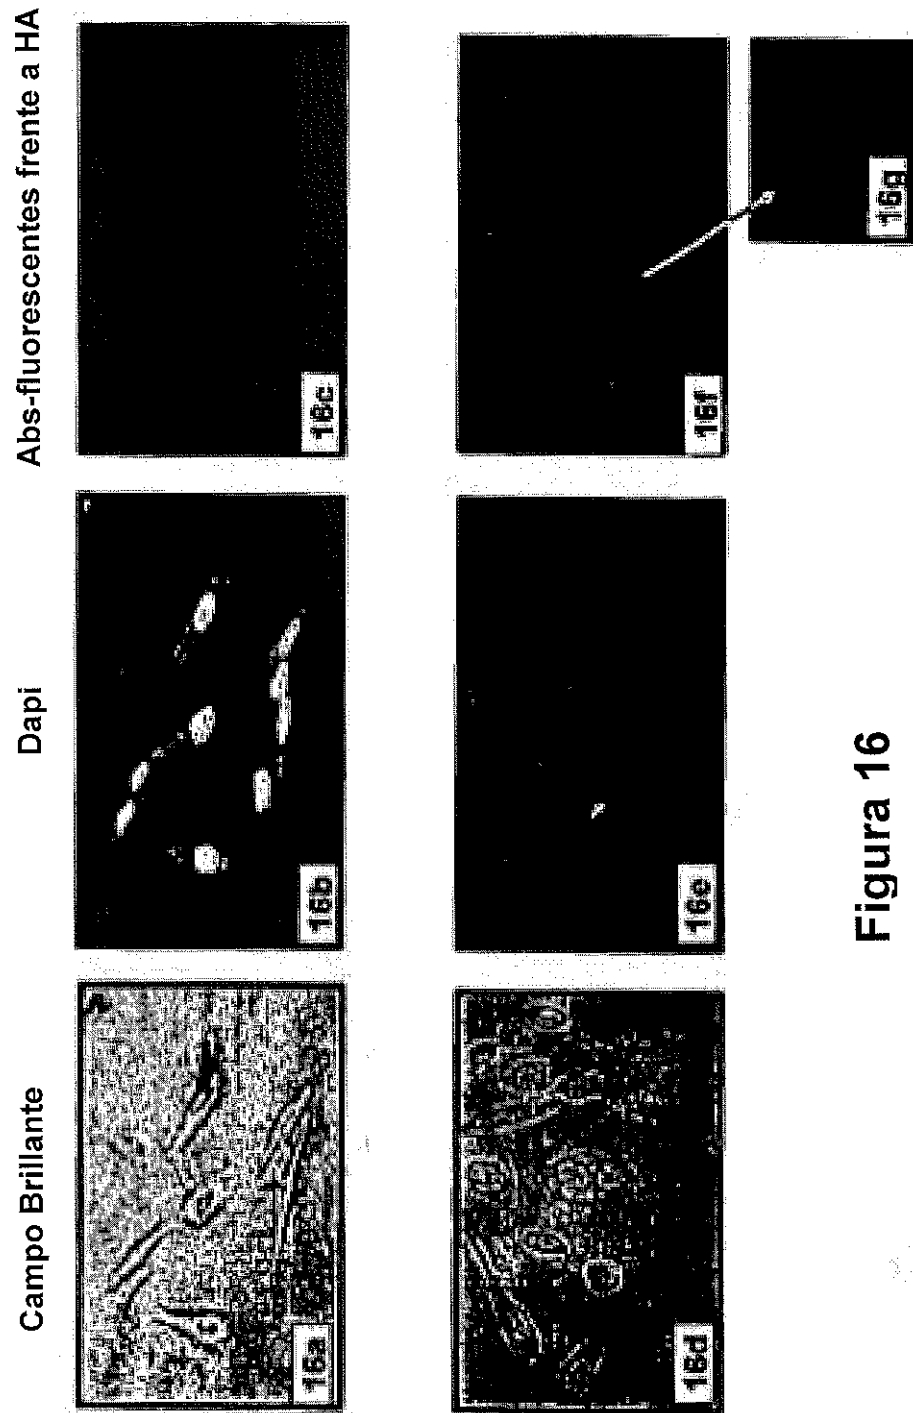 Campo Brillante
Dapi
Abs-fluorescentes frente a HA
16a
16b
16c
16d
16e
16f
16g
Figura 16